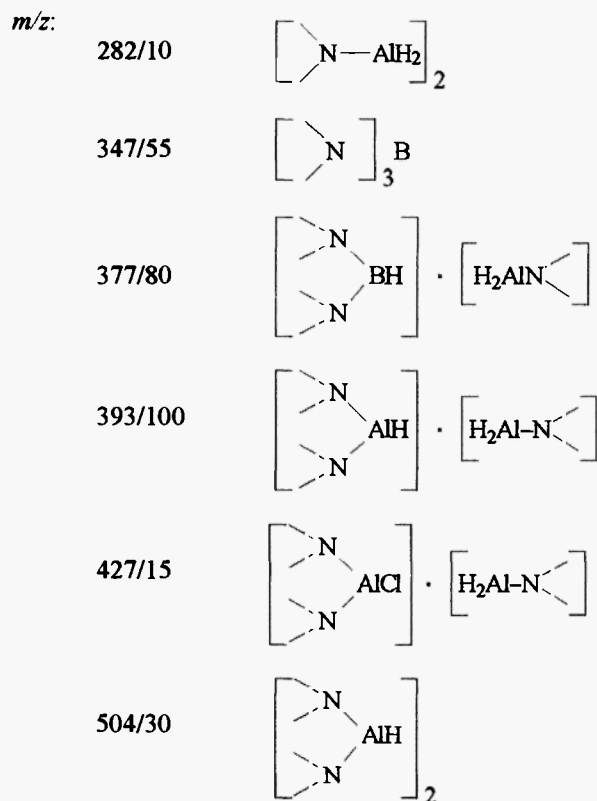 m/z:
282/10 [ N—AlH2 ]2
347/55 [ N ]3 B
377/80 [ N N BH ] · [ H2AlN ]
393/100 [ N N AlH ] · [ H2Al–N ]
427/15 [ N N AlCl ] · [ H2Al–N ]
504/30 [ N N AlH ]2